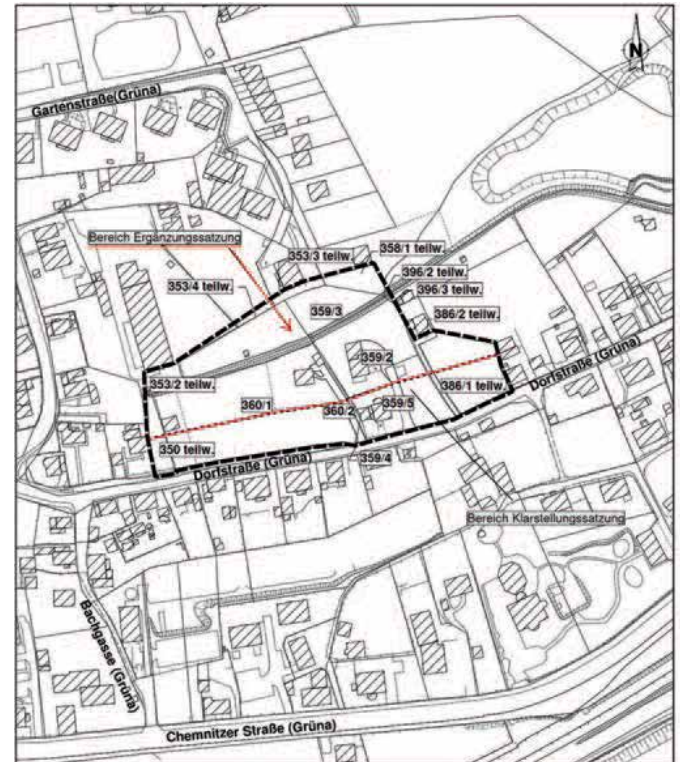 N
Gartenstraße(Grüna)
Bereich Ergänzungssatzung
353/3 teilw.
358/1 teilw.
396/2 teilw.
353/4 teilw.
396/3 teilw.
359/3
386/2 teilw.
359/2
353/2 teilw.
386/1 teilw.
Dorfstraße (Grüna)
360/1
360/2
359/5
350 teilw.
359/4
Dorfstraße (Grüna)
Bereich Klarstellungssatzung
Bachgasse (Grüna)
Chemnitzer Straße (Grüna)